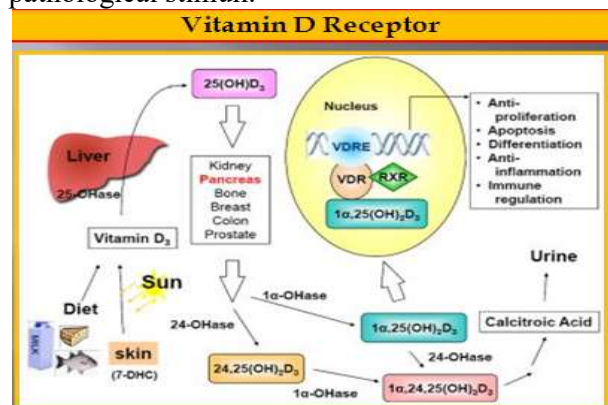 pathological stimuli.
Vitamin D Receptor
25(OH)D3
Nucleus
VDRE
VDR
RXR
1α,25(OH)2D3
• Anti-
proliferation
• Apoptosis
• Differentiation
• Anti-
inflammation
• Immune
regulation
Liver
25-OHase
Kidney
Pancreas
Bone
Breast
Colon
Prostate
Vitamin D3
Sun
Diet
MILK
skin
(7-DHC)
1α-OHase
24-OHase
24,25(OH)2D3
1α-OHase
1α,25(OH)2D3
24-OHase
1α,24,25(OH)2D3
Urine
Calcitroic Acid